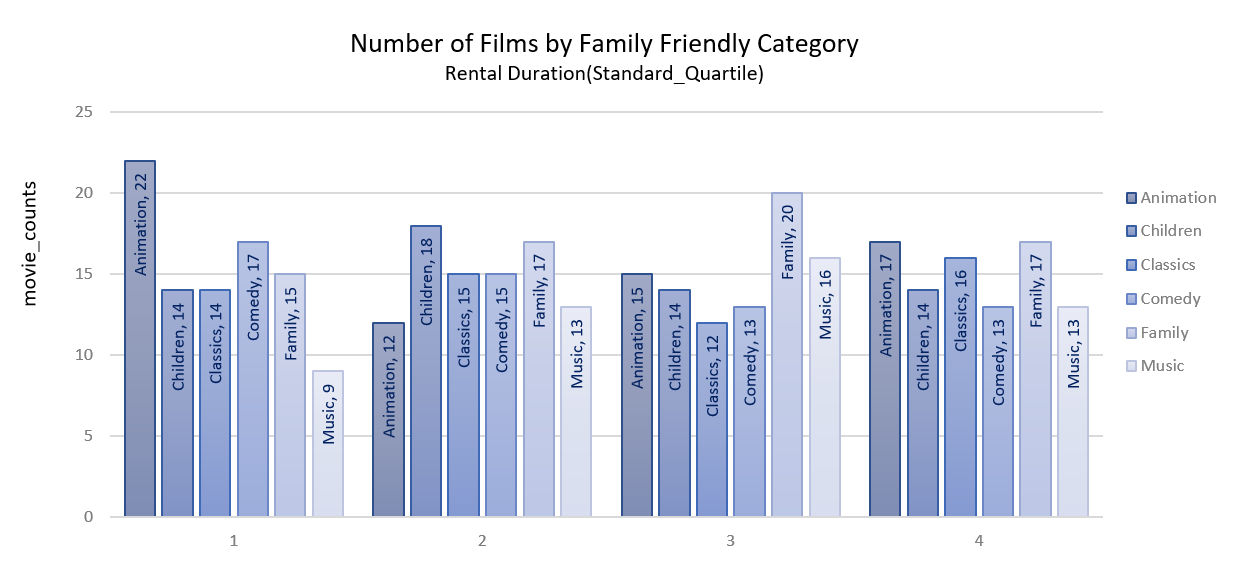 Number of Films by Family Friendly Category
Rental Duration(Standard_Quartile)
movie_counts
25
20
15
10
5
0
Animation, 22
Children, 14
Classics, 14
Comedy, 17
Family, 15
Music, 9
Animation, 12
Children, 18
Classics, 15
Comedy, 15
Family, 17
Music, 13
Animation, 15
Children, 14
Classics, 12
Comedy, 13
Family, 20
Music, 16
Animation, 17
Children, 14
Classics, 16
Comedy, 13
Family, 17
Music, 13
1
2
3
4
Animation
Children
Classics
Comedy
Family
Music